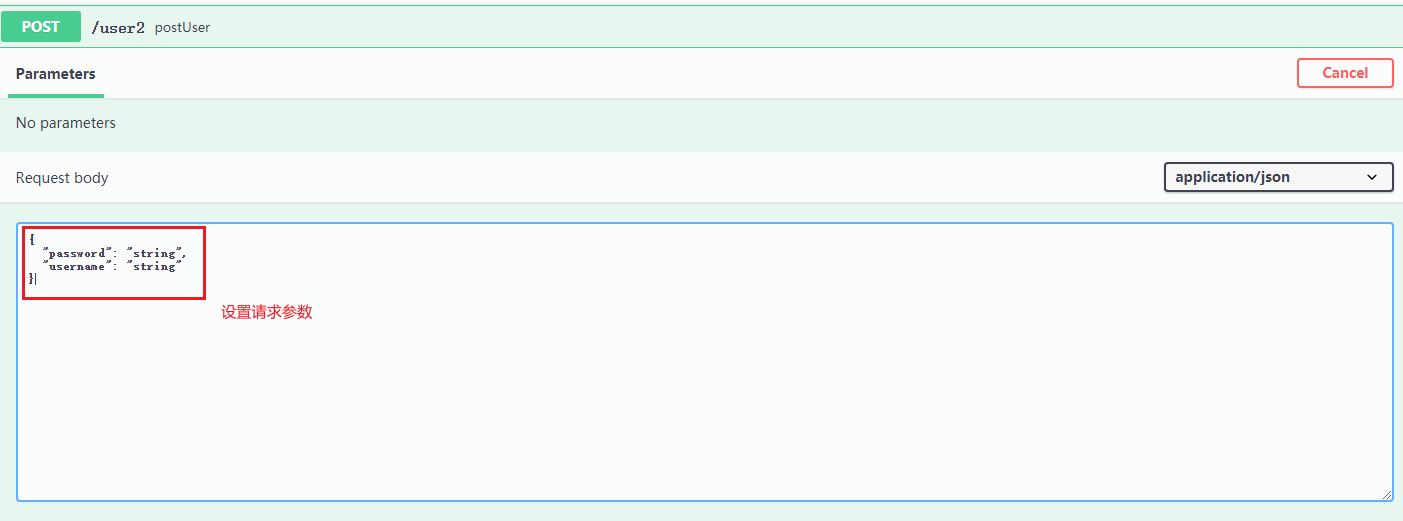 POST /user2 postUser
Parameters Cancel
No parameters
Request body application/json
{
"password": "string",
"username": "string"
}
设置请求参数